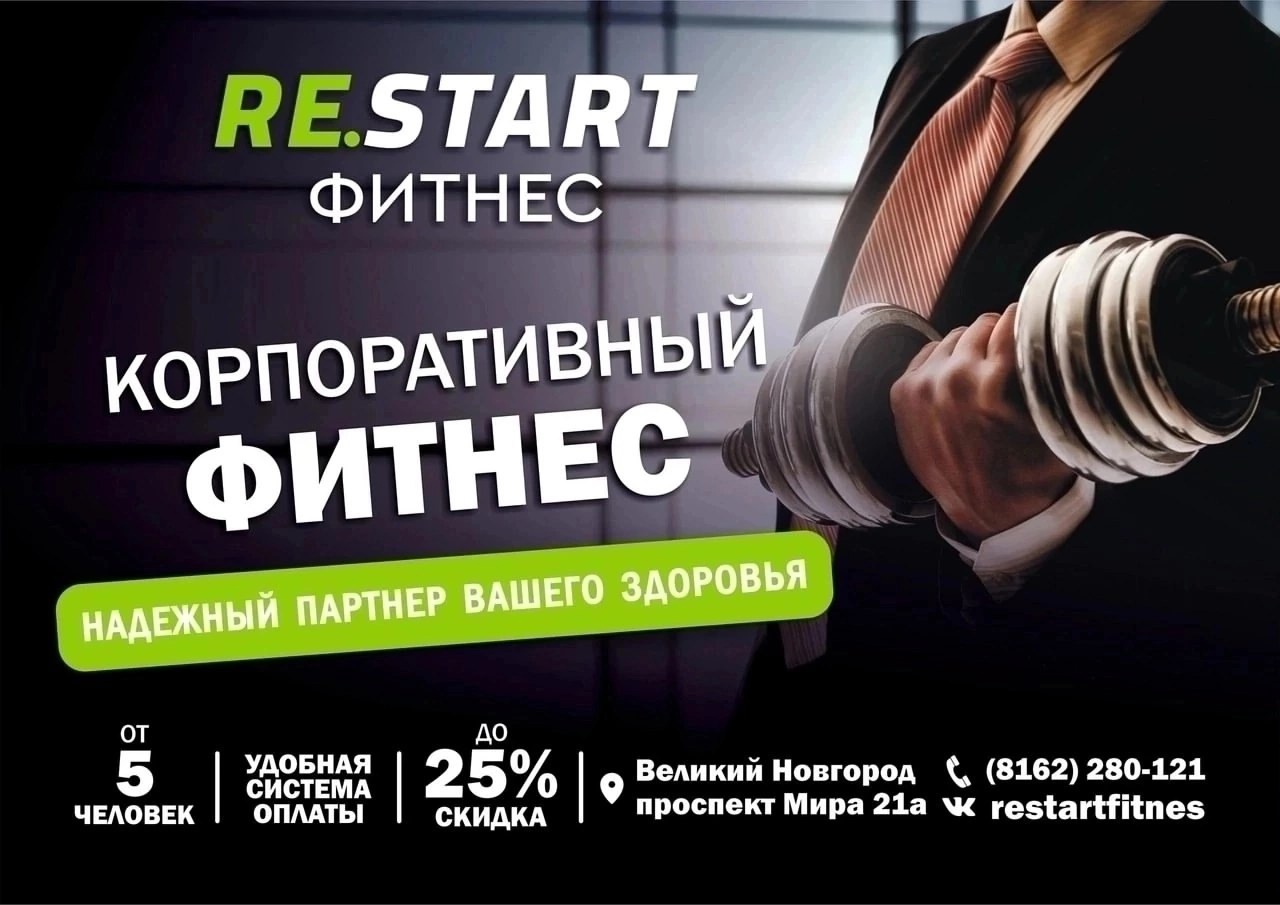 RE.START
ФИТНЕС
КОРПОРАТИВНЫЙ
ФИТНЕС
НАДЕЖНЫЙ ПАРТНЕР ВАШЕГО ЗДОРОВЬЯ
ОТ
5
ЧЕЛОВЕК
УДОБНАЯ
СИСТЕМА
ОПЛАТЫ
ДО
25%
СКИДКА
Великий Новгород
проспект Мира 21а
(8162) 280-121
restartfitnes